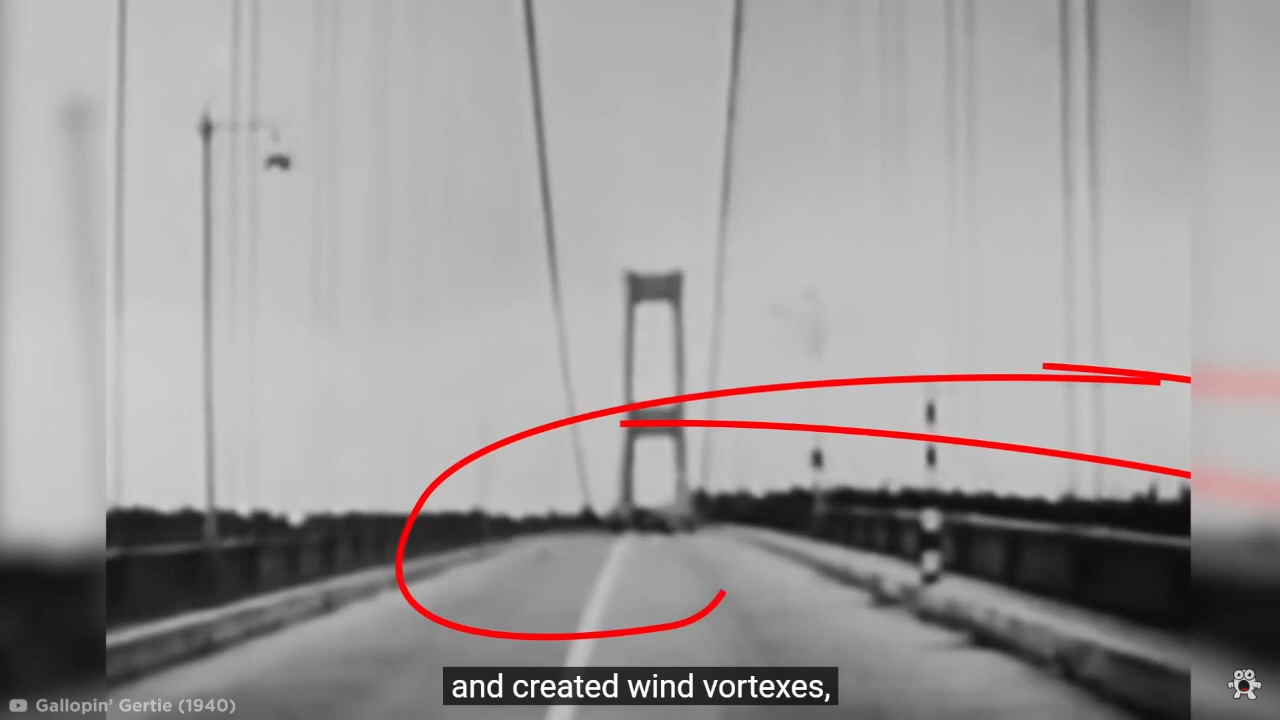 and created wind vortexes,
Gallopin' Gertie (1940)